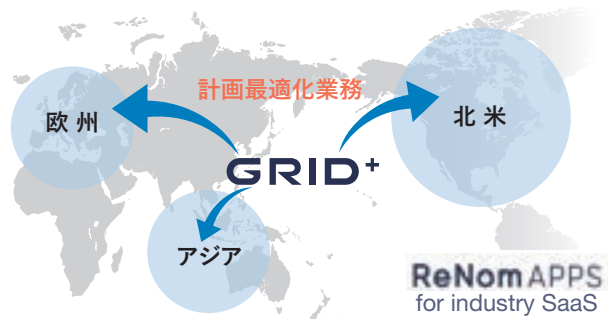 計画最適化業務
欧州
北米
GRID+
アジア
ReNom APPS
for industry SaaS